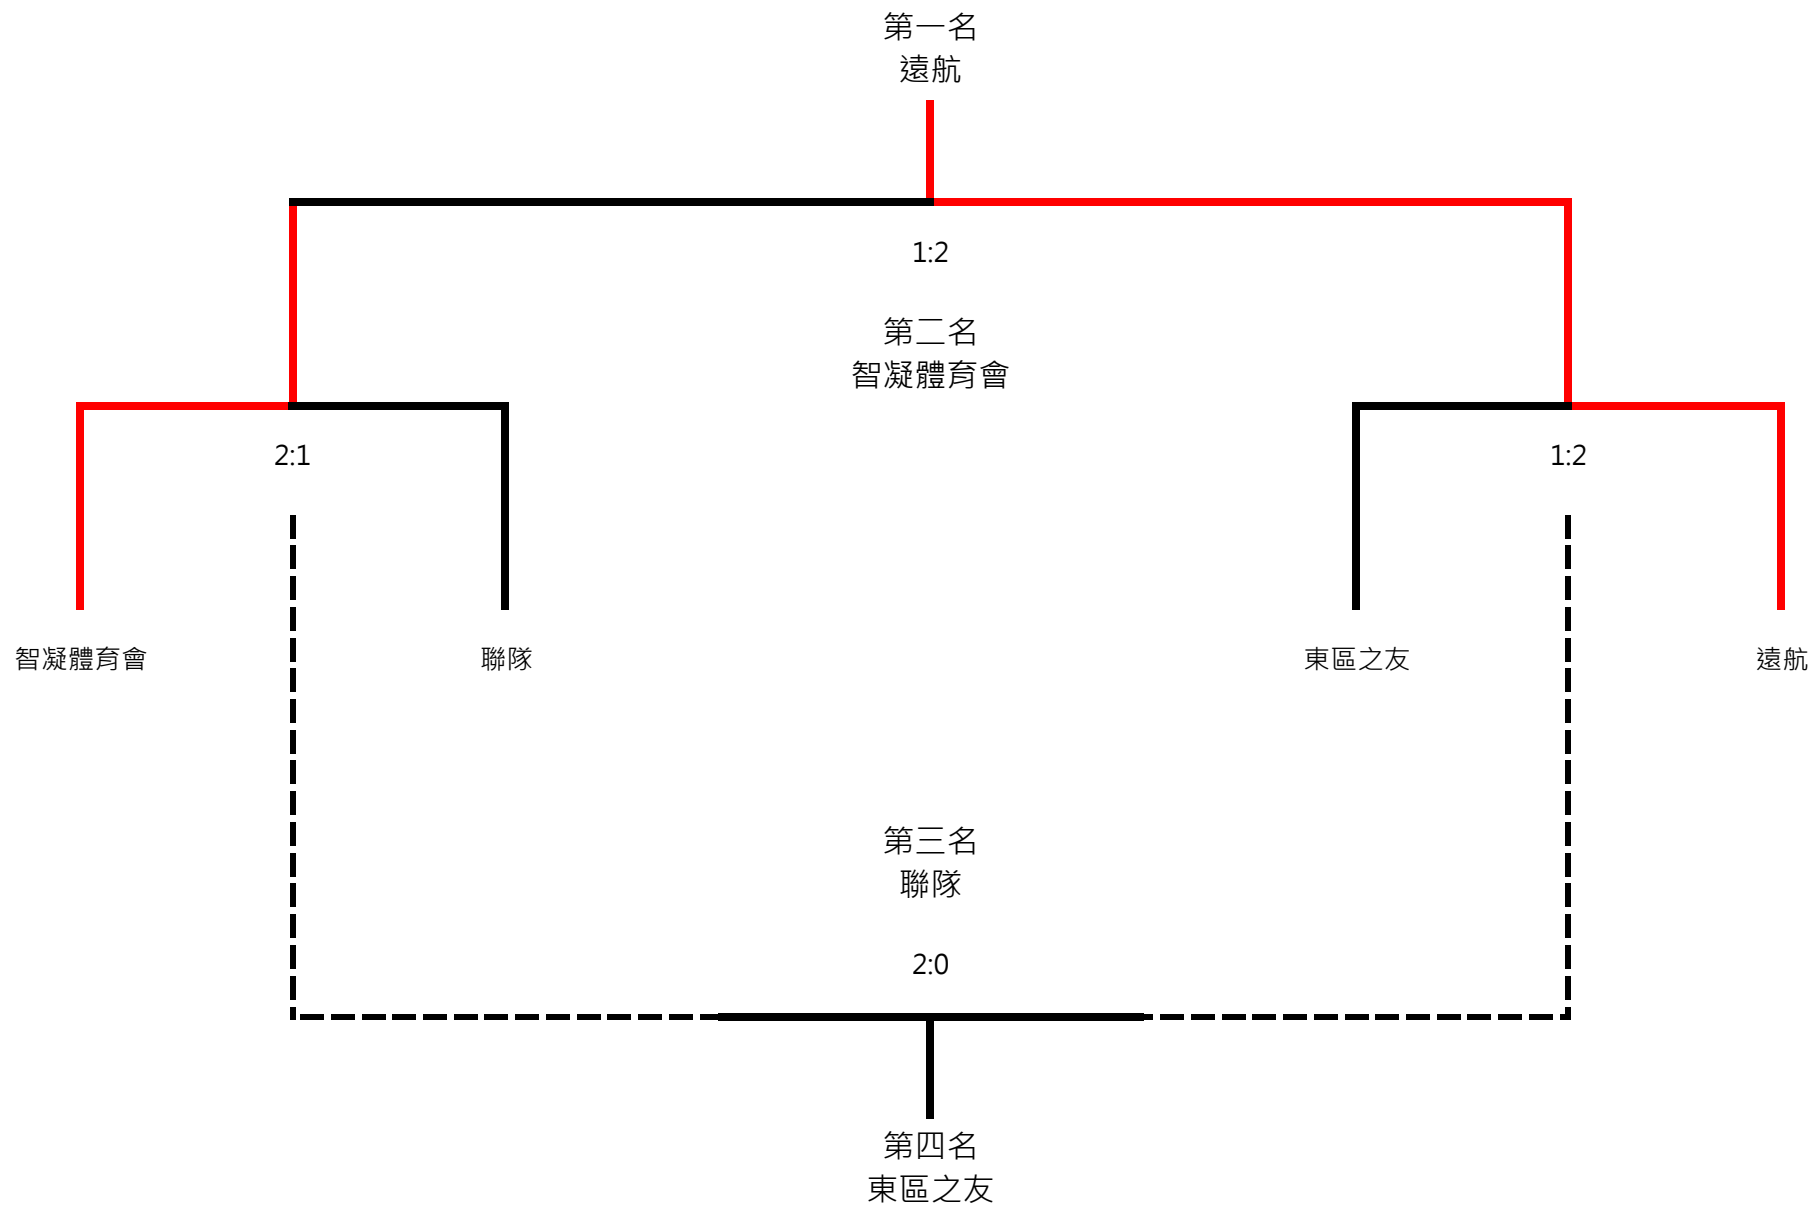 第一名
遠航
1:2
第二名
智凝體育會
2:1
1:2
智凝體育會
聯隊
東區之友
遠航
第三名
聯隊
2:0
第四名
東區之友